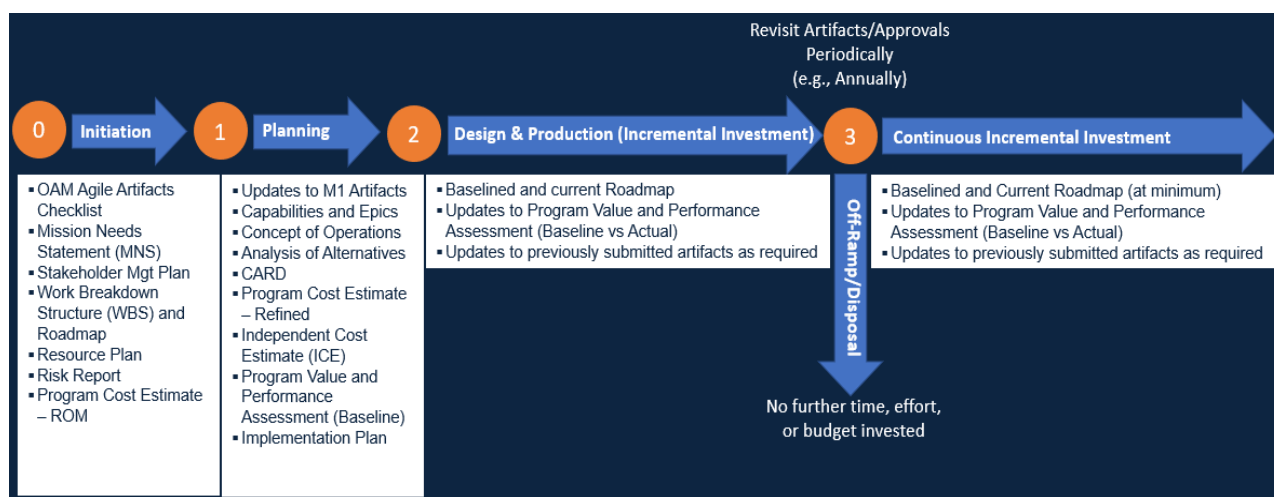 Revisit Artifacts/Approvals
Periodically
(e.g., Annually)
0
Initiation
1
Planning
2
Design & Production (Incremental Investment)
3
Continuous Incremental Investment
▪ OAM Agile Artifacts
Checklist
▪ Mission Needs
Statement (MNS)
▪ Stakeholder Mgt Plan
▪ Work Breakdown
Structure (WBS) and
Roadmap
▪ Resource Plan
▪ Risk Report
▪ Program Cost Estimate
– ROM
▪ Updates to M1 Artifacts
▪ Capabilities and Epics
▪ Concept of Operations
▪ Analysis of Alternatives
▪ CARD
▪ Program Cost Estimate
– Refined
▪ Independent Cost
Estimate (ICE)
▪ Program Value and
Performance
Assessment (Baseline)
▪ Implementation Plan
▪ Baselined and current Roadmap
▪ Updates to Program Value and Performance
Assessment (Baseline vs Actual)
▪ Updates to previously submitted artifacts as required
Off-Ramp/Disposal
No further time, effort,
or budget invested
▪ Baselined and Current Roadmap (at minimum)
▪ Updates to Program Value and Performance
Assessment (Baseline vs Actual)
▪ Updates to previously submitted artifacts as required